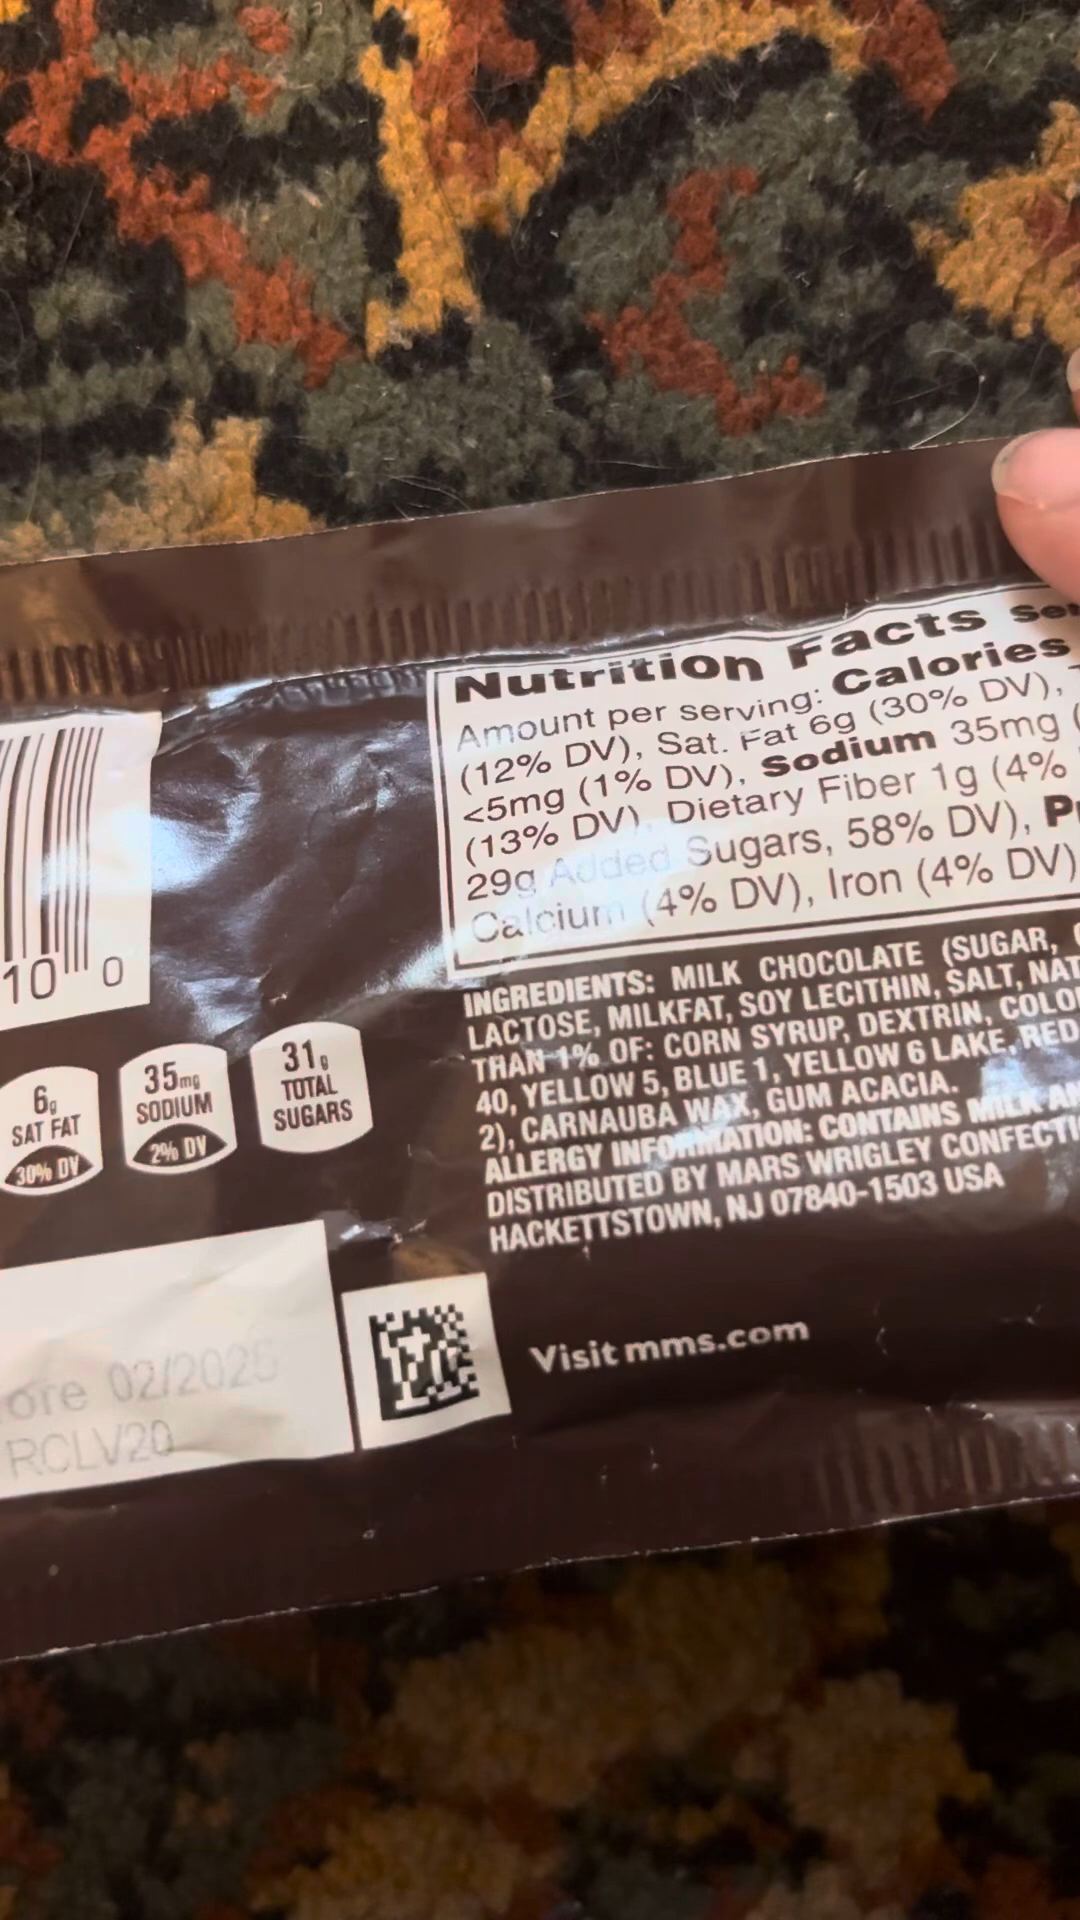 Nutrition Facts
Amount per serving: Calories
(12% DV), Sat. Fat 6g (30% DV),
<5mg (1% DV), Sodium 35mg (
(13% DV), Dietary Fiber 1g (4%
29g Added Sugars, 58% DV),
Calcium (4% DV), Iron (4% DV)
10 0
INGREDIENTS: MILK CHOCOLATE (SUGAR,
LACTOSE, MILKFAT, SOY LECITHIN, SALT,
THAN 1% OF: CORN SYRUP, DEXTRIN,
40, YELLOW 5, BLUE 1, YELLOW 6 LAKE, RED
2), CARNAUBA WAX, GUM ACACIA.
ALLERGY INFORMATION: CONTAINS MILK
DISTRIBUTED BY MARS WRIGLEY
HACKETTSTOWN, NJ 07840-1503 USA
6g
SAT FAT
30% DV
35mg
SODIUM
2% DV
31g
TOTAL
SUGARS
ore 02/2025
RCLV20
Visit mms.com